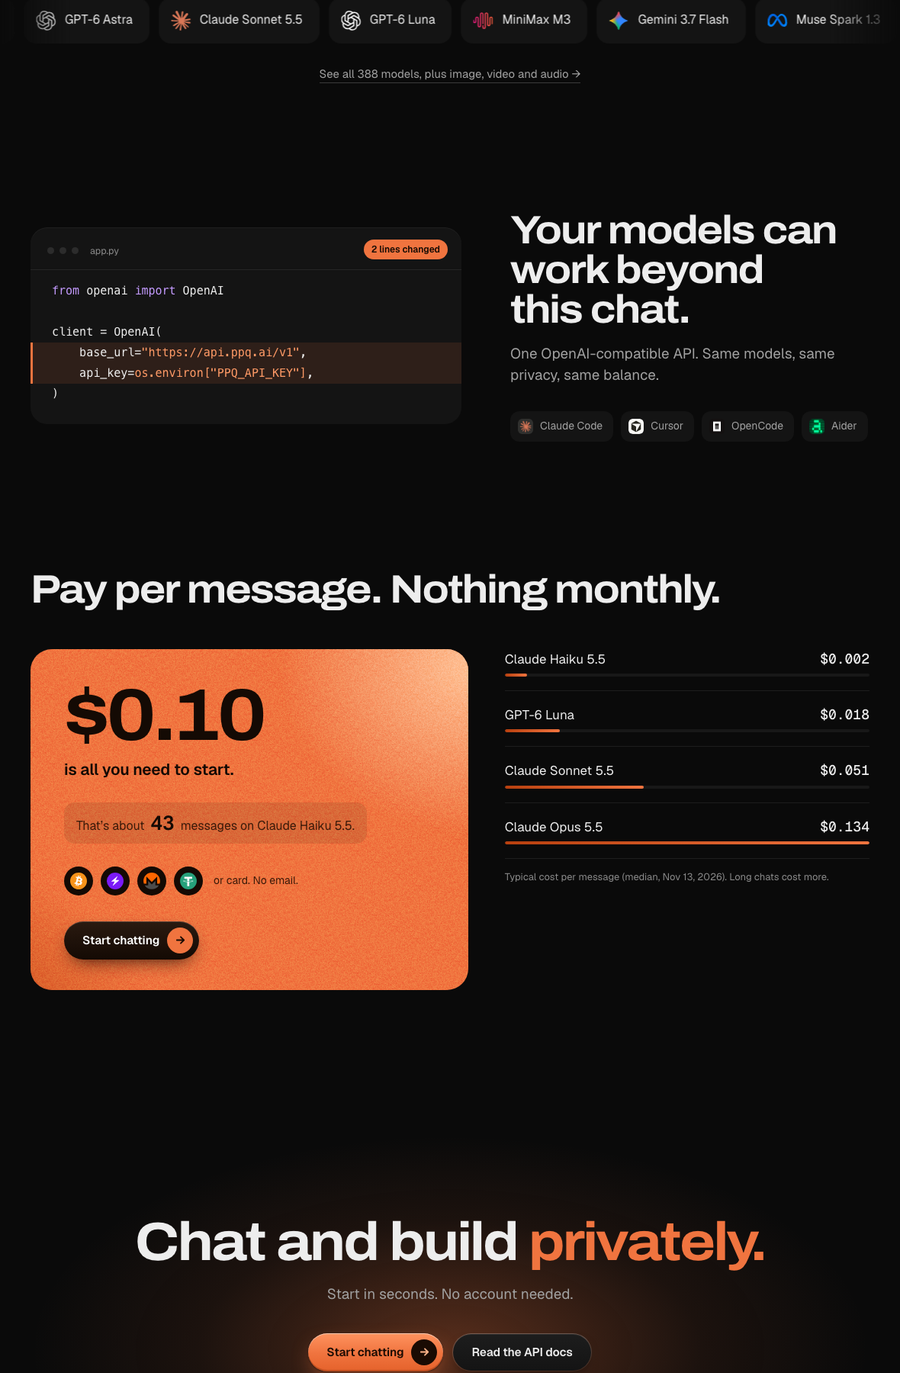 GPT-6 Astra
Claude Sonnet 5.5
GPT-6 Luna
MiniMax M3
Gemini 3.7 Flash
Muse Spark 1.3
See all 388 models, plus image, video and audio →
app.py
2 lines changed
from openai import OpenAI
client = OpenAI(
base_url="https://api.ppq.ai/v1",
api_key=os.environ["PPQ_API_KEY"],
)
Your models can
work beyond
this chat.
One OpenAI-compatible API. Same models, same
privacy, same balance.
Claude Code
Cursor
OpenCode
Aider
Pay per message. Nothing monthly.
$0.10
is all you need to start.
That's about 43 messages on Claude Haiku 5.5.
or card. No email.
Start chatting →
Claude Haiku 5.5 $0.002
GPT-6 Luna $0.018
Claude Sonnet 5.5 $0.051
Claude Opus 5.5 $0.134
Typical cost per message (median, Nov 13, 2026). Long chats cost more.
Chat and build privately.
Start in seconds. No account needed.
Start chatting →
Read the API docs